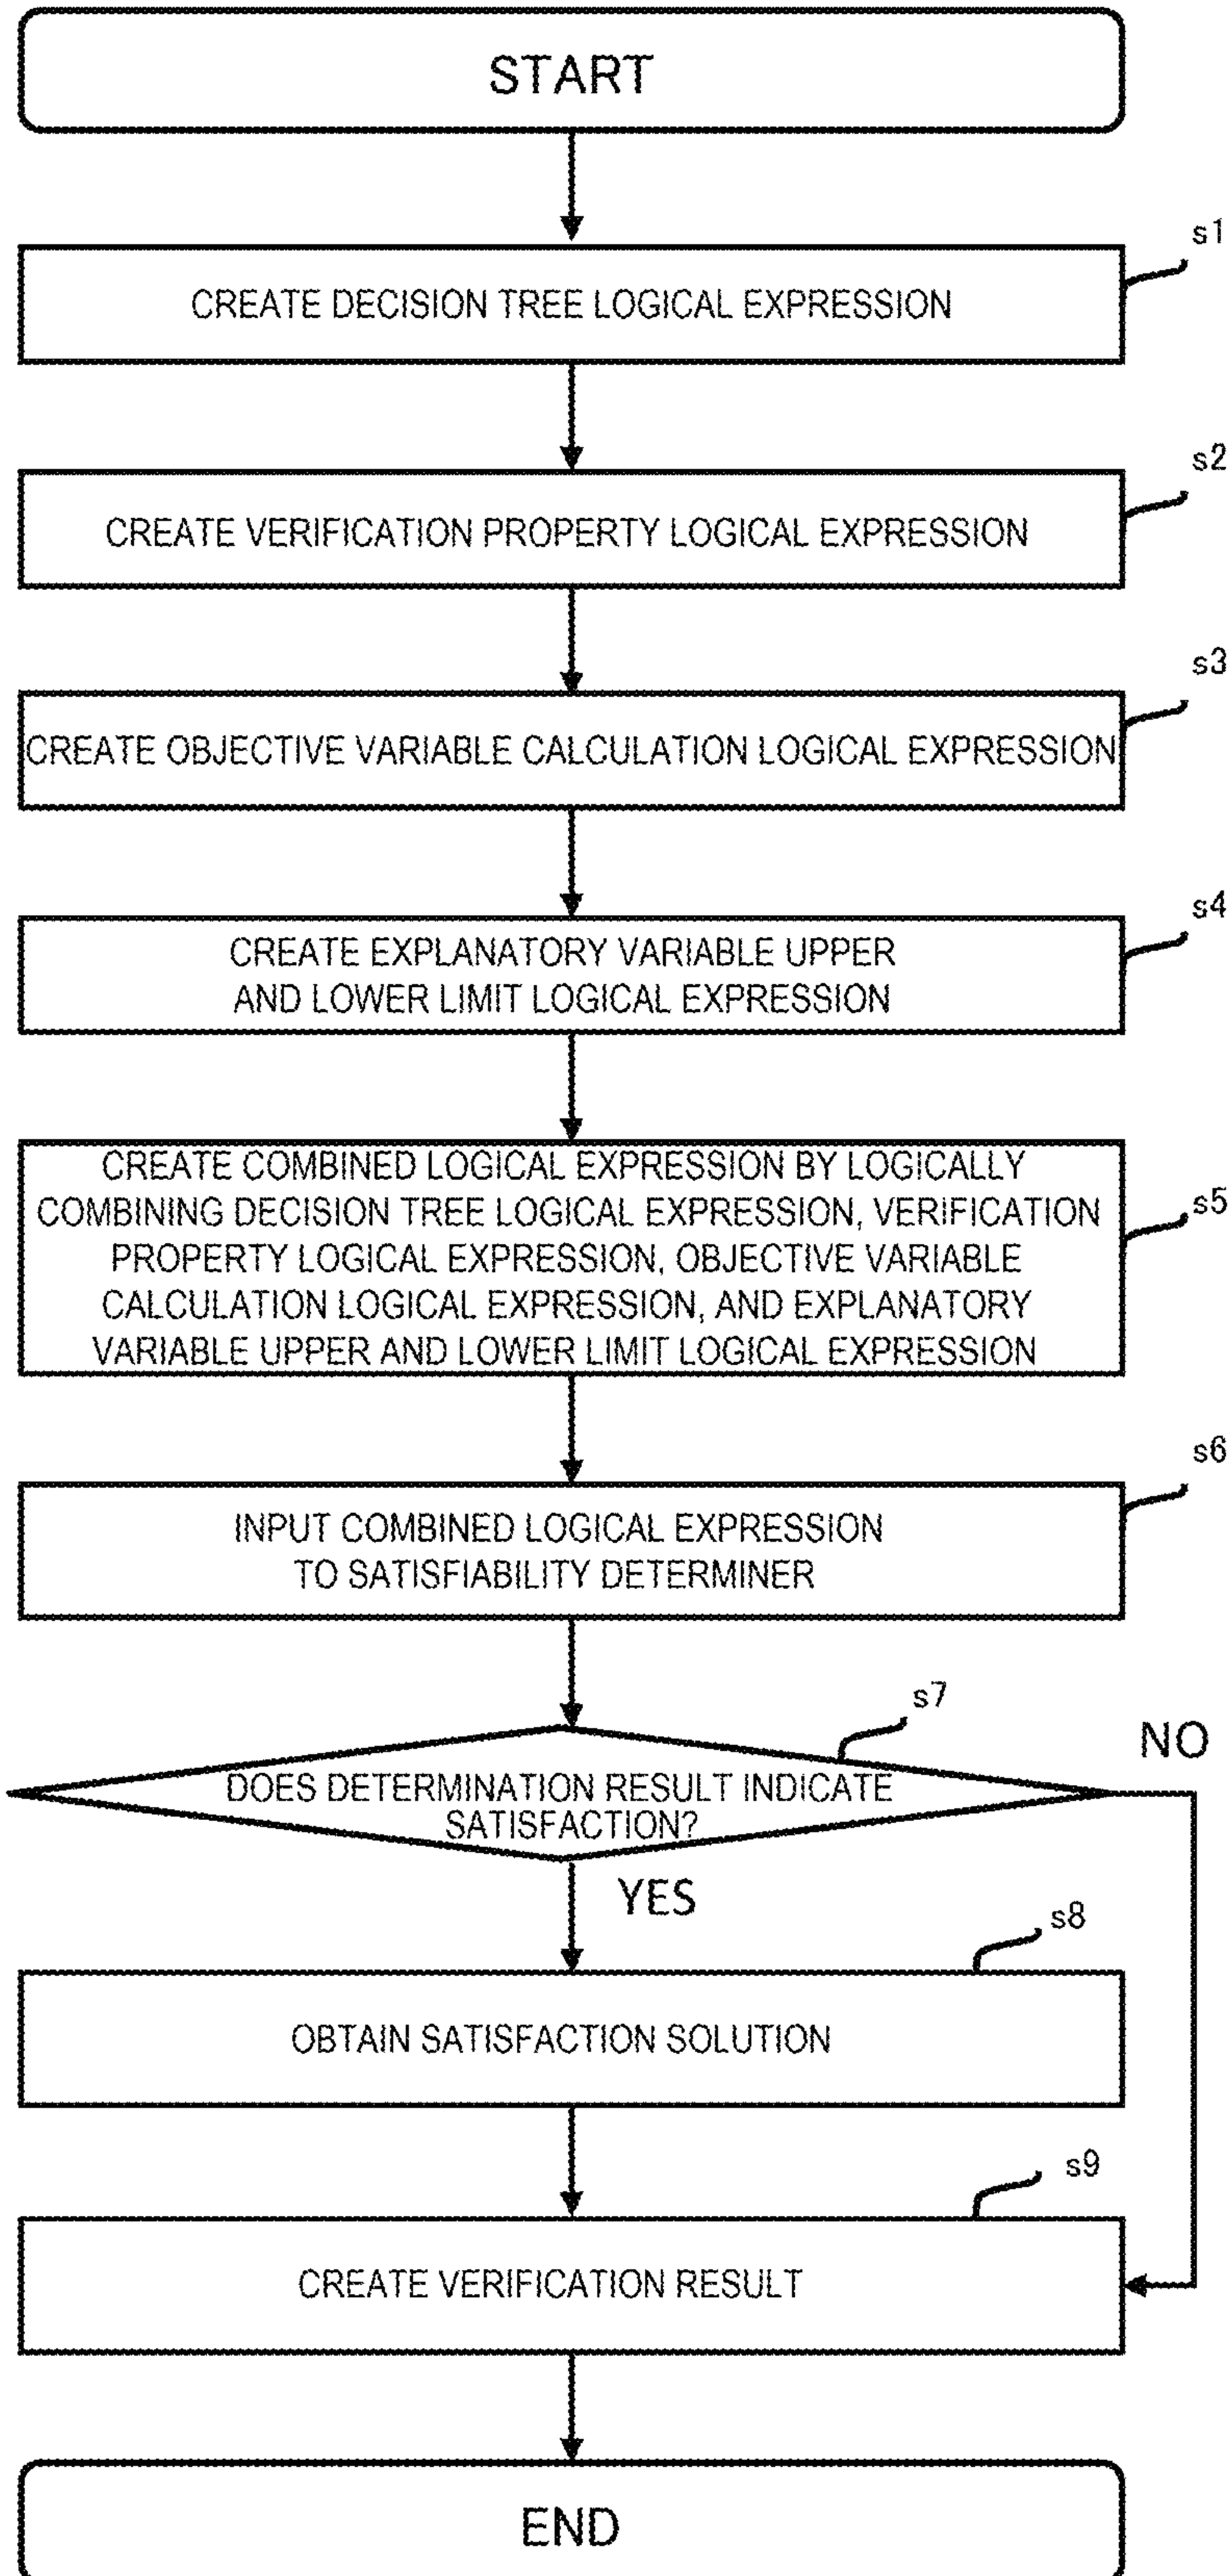 START
s1
CREATE DECISION TREE LOGICAL EXPRESSION
s2
CREATE VERIFICATION PROPERTY LOGICAL EXPRESSION
s3
CREATE OBJECTIVE VARIABLE CALCULATION LOGICAL EXPRESSION
s4
CREATE EXPLANATORY VARIABLE UPPER
AND LOWER LIMIT LOGICAL EXPRESSION
CREATE COMBINED LOGICAL EXPRESSION BY LOGICALLY
COMBINING DECISION TREE LOGICAL EXPRESSION, VERIFICATION
s5
PROPERTY LOGICAL EXPRESSION, OBJECTIVE VARIABLE
CALCULATION LOGICAL EXPRESSION, AND EXPLANATORY
VARIABLE UPPER AND LOWER LIMIT LOGICAL EXPRESSION
s6
INPUT COMBINED LOGICAL EXPRESSION
TO SATISFIABILITY DETERMINER
s7
NO
DOES DETERMINATION RESULT INDICATE
SATISFACTION?
YES
s8
OBTAIN SATISFACTION SOLUTION
s9
CREATE VERIFICATION RESULT
END